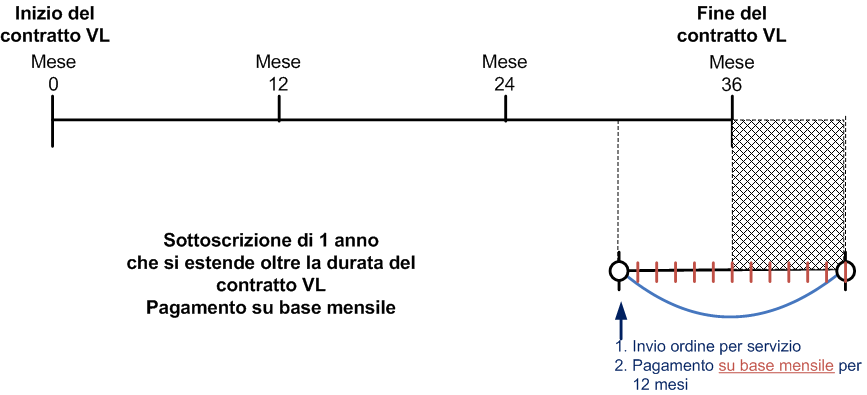 Inizio del
contratto VL
Fine del
contratto VL
Mese
0
Mese
12
Mese
24
Mese
36
Sottoscrizione di 1 anno
che si estende oltre la durata del
contratto VL
Pagamento su base mensile
1. Invio ordine per servizio
2. Pagamento su base mensile per
12 mesi